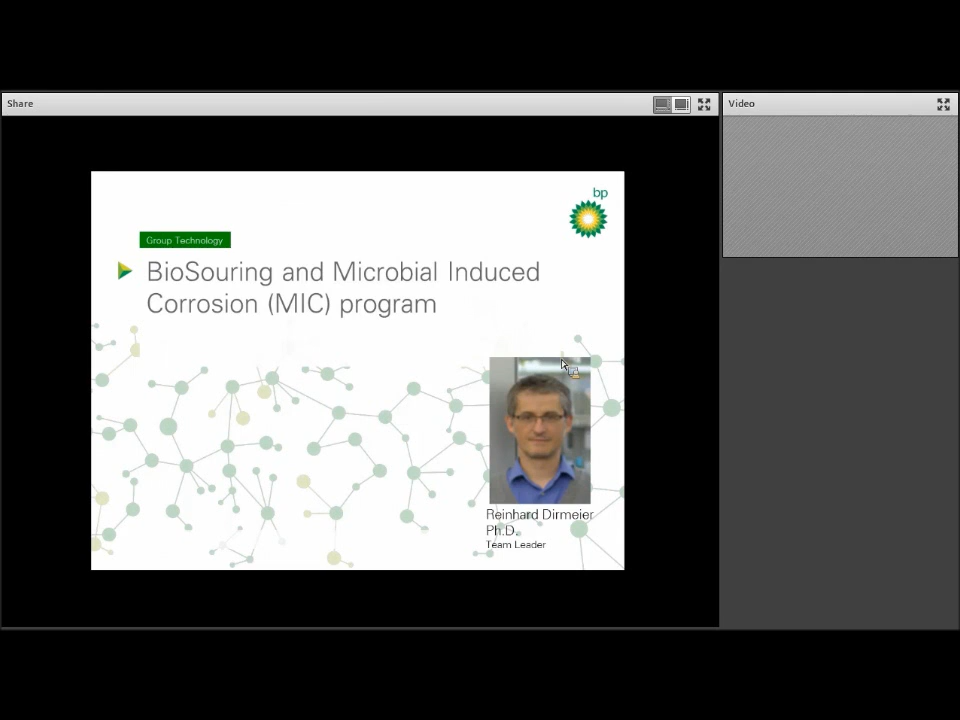 Share
Video
bp
Group Technology
BioSouring and Microbial Induced
Corrosion (MIC) program
Reinhard Dirmeier
Ph.D.
Team Leader